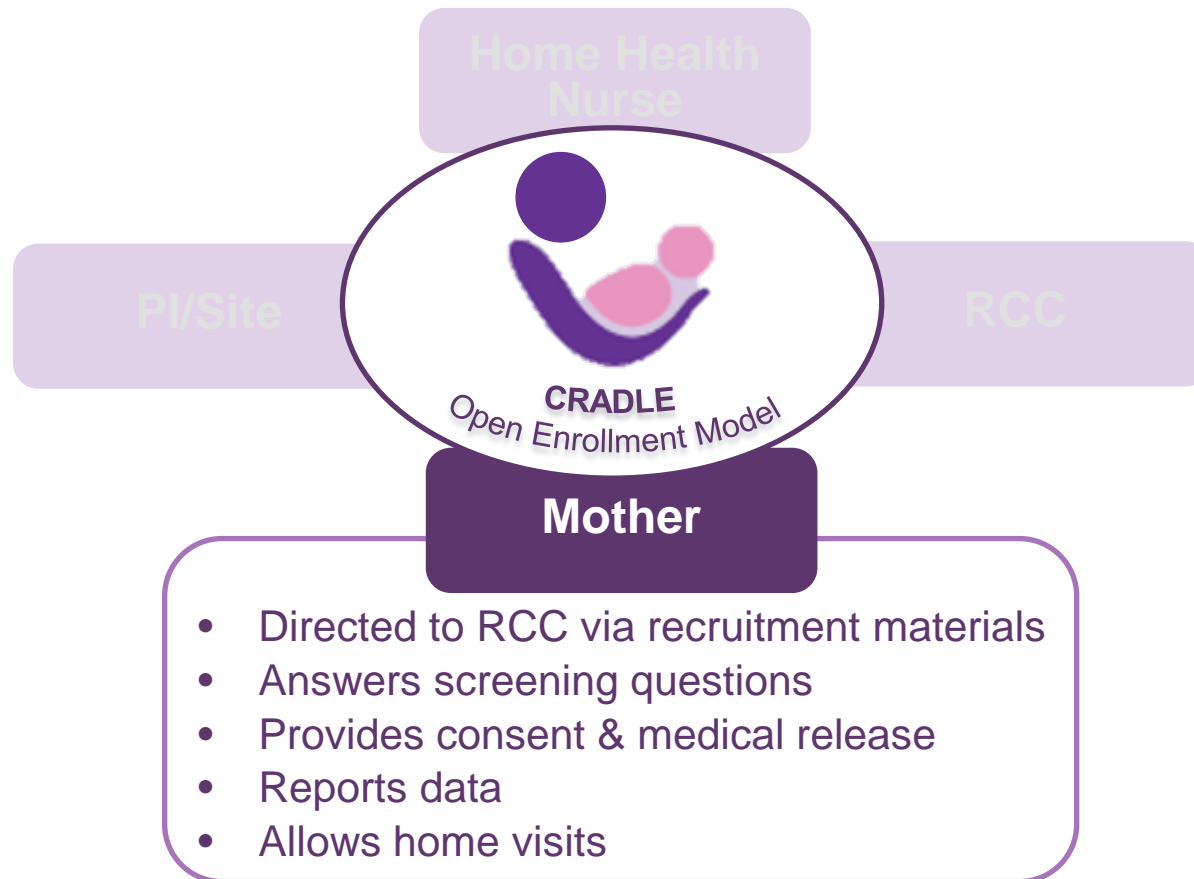 Home Health
Nurse
PI/Site
RCC
CRADLE
Open Enrollment Model
Mother
• Directed to RCC via recruitment materials
• Answers screening questions
• Provides consent & medical release
• Reports data
• Allows home visits